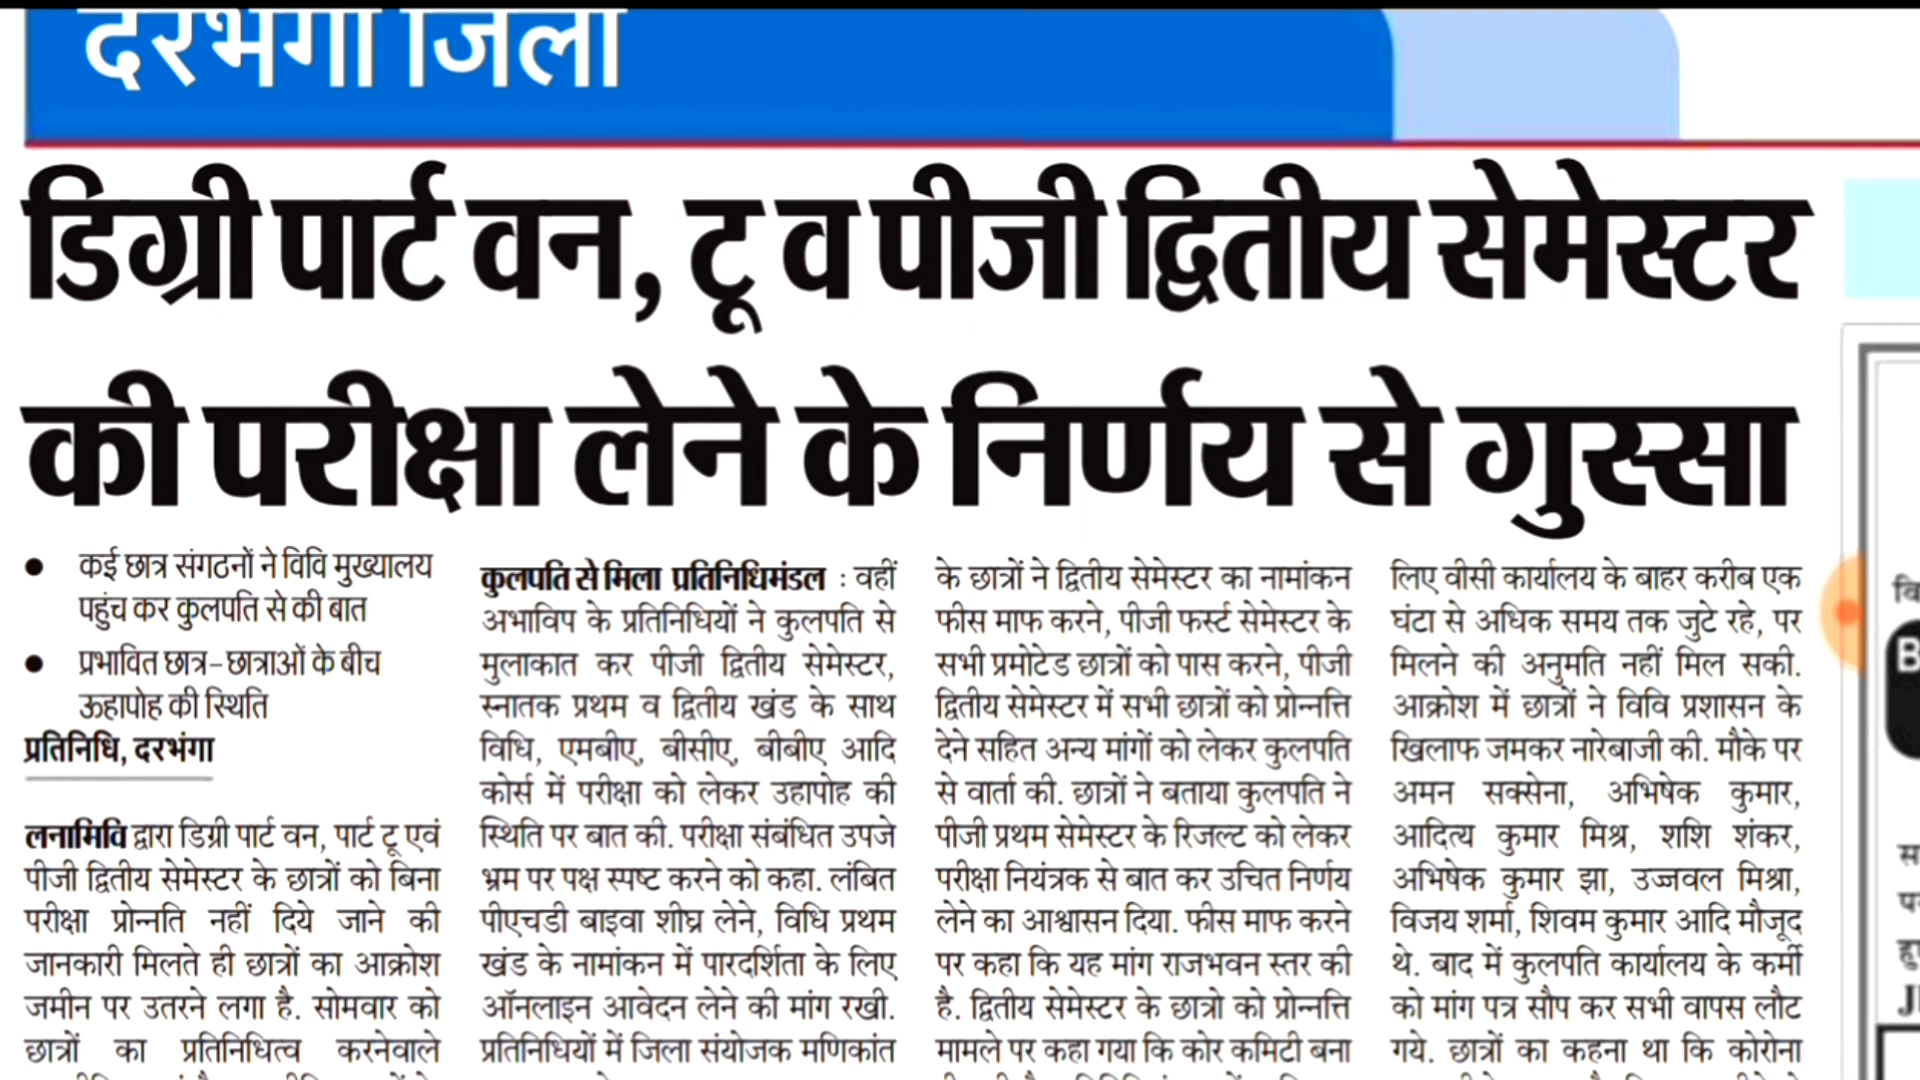 दरभंगा जिला
डिग्री पार्ट वन, टू व पीजी द्वितीय सेमेस्टर
की परीक्षा लेने के निर्णय से गुस्सा
● कई छात्र संगठनों ने विवि मुख्यालय
पहुंच कर कुलपति से की बात
● प्रभावित छात्र-छात्राओं के बीच
ऊहापोह की स्थिति
प्रतिनिधि, दरभंगा
लनामिवि द्वारा डिग्री पार्ट वन, पार्ट टू एवं
पीजी द्वितीय सेमेस्टर के छात्रों को बिना
परीक्षा प्रोन्नति नहीं दिये जाने की
जानकारी मिलते ही छात्रों का आक्रोश
जमीन पर उतरने लगा है. सोमवार को
छात्रों का प्रतिनिधित्व करनेवाले
कुलपति से मिला प्रतिनिधिमंडल : वहीं
अभाविप के प्रतिनिधियों ने कुलपति से
मुलाकात कर पीजी द्वितीय सेमेस्टर,
स्नातक प्रथम व द्वितीय खंड के साथ
विधि, एमबीए, बीसीए, बीबीए आदि
कोर्स में परीक्षा को लेकर उहापोह की
स्थिति पर बात की. परीक्षा संबंधित उपजे
भ्रम पर पक्ष स्पष्ट करने को कहा. लंबित
पीएचडी बाइवा शीघ्र लेने, विधि प्रथम
खंड के नामांकन में पारदर्शिता के लिए
ऑनलाइन आवेदन लेने की मांग रखी.
प्रतिनिधियों में जिला संयोजक मणिकांत
के छात्रों ने द्वितीय सेमेस्टर का नामांकन
फीस माफ करने, पीजी फर्स्ट सेमेस्टर के
सभी प्रमोटेड छात्रों को पास करने, पीजी
द्वितीय सेमेस्टर में सभी छात्रों को प्रोन्नत्ति
देने सहित अन्य मांगों को लेकर कुलपति
से वार्ता की. छात्रों ने बताया कुलपति ने
पीजी प्रथम सेमेस्टर के रिजल्ट को लेकर
परीक्षा नियंत्रक से बात कर उचित निर्णय
लेने का आश्वासन दिया. फीस माफ करने
पर कहा कि यह मांग राजभवन स्तर की
है. द्वितीय सेमेस्टर के छात्रो को प्रोन्नत्ति
मामले पर कहा गया कि कोर कमिटी बना
लिए वीसी कार्यालय के बाहर करीब एक
घंटा से अधिक समय तक जुटे रहे, पर
मिलने की अनुमति नहीं मिल सकी.
आक्रोश में छात्रों ने विवि प्रशासन के
खिलाफ जमकर नारेबाजी की. मौके पर
अमन सक्सेना, अभिषेक कुमार,
आदित्य कुमार मिश्र, शशि शंकर,
अभिषेक कुमार झा, उज्जवल मिश्रा,
विजय शर्मा, शिवम कुमार आदि मौजूद
थे. बाद में कुलपति कार्यालय के कर्मी
को मांग पत्र सौप कर सभी वापस लौट
गये. छात्रों का कहना था कि कोरोना